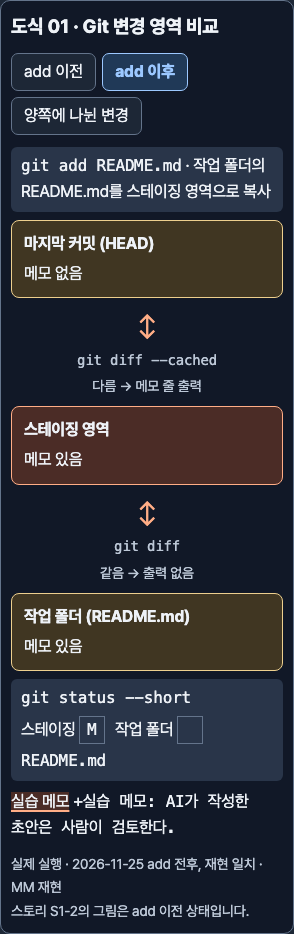 도식 01 · Git 변경 영역 비교
add 이전
add 이후
양쪽에 나뉜 변경
git add README.md · 작업 폴더의
README.md를 스테이징 영역으로 복사
마지막 커밋 (HEAD)
메모 없음
↕
git diff --cached
다름 → 메모 줄 출력
스테이징 영역
메모 있음
↕
git diff
같음 → 출력 없음
작업 폴더 (README.md)
메모 있음
git status --short
스테이징 M 작업 폴더
README.md
실습 메모 +실습 메모: AI가 작성한
초안은 사람이 검토한다.
실제 실행 · 2026-11-25 add 전후, 재현 일치 ·
MM 재현
스토리 S1-2의 그림은 add 이전 상태입니다.